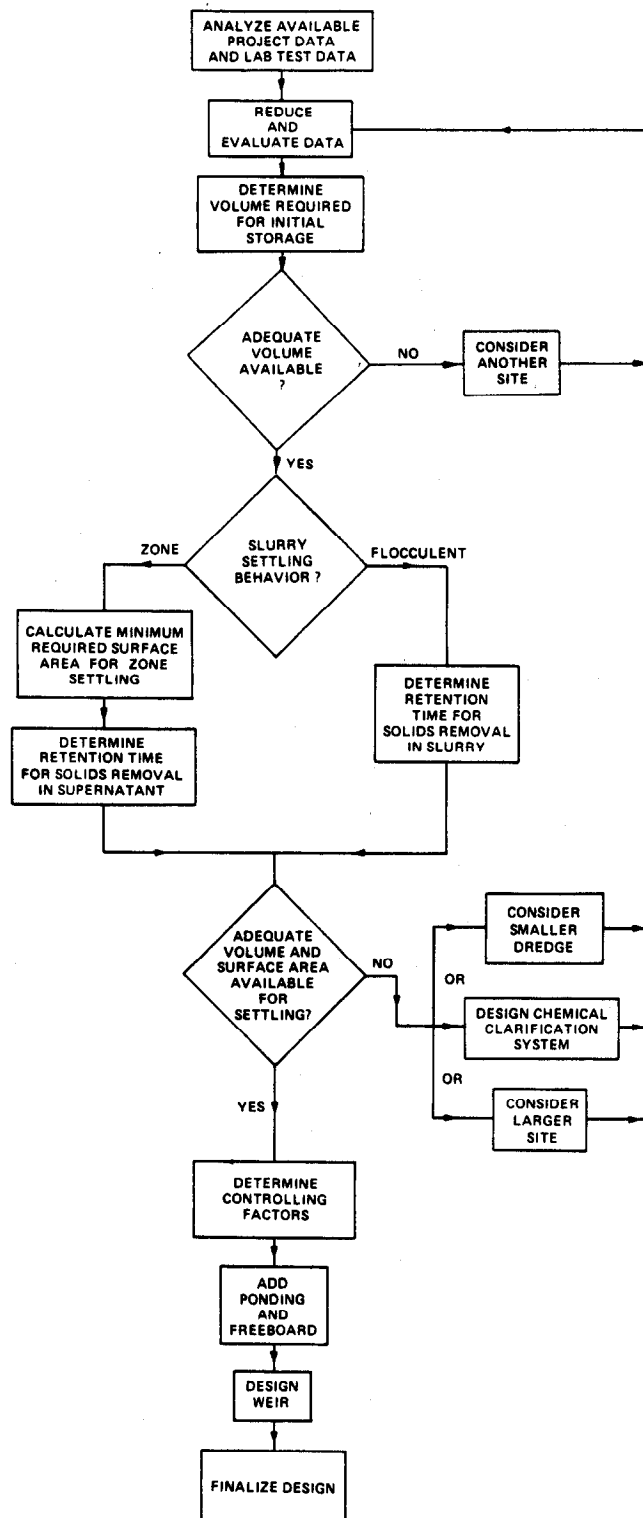 ANALYZE AVAILABLE
PROJECT DATA
AND LAB TEST DATA
REDUCE
AND
EVALUATE DATA
DETERMINE
VOLUME REQUIRED
FOR INITIAL
STORAGE
ADEQUATE
VOLUME
AVAILABLE
?
NO
CONSIDER
ANOTHER
SITE
YES
ZONE
SLURRY
SETTLING
BEHAVIOR ?
FLOCCULENT
CALCULATE MINIMUM
REQUIRED SURFACE
AREA FOR ZONE
SETTLING
DETERMINE
RETENTION TIME
FOR SOLIDS REMOVAL
IN SUPERNATANT
DETERMINE
RETENTION
TIME FOR
SOLIDS REMOVAL
IN SLURRY
ADEQUATE
VOLUME AND
SURFACE AREA
AVAILABLE
FOR
SETTLING?
NO
CONSIDER
SMALLER
DREDGE
OR
DESIGN CHEMICAL
CLARIFICATION
SYSTEM
OR
CONSIDER
LARGER
SITE
YES
DETERMINE
CONTROLLING
FACTORS
ADD
PONDING
AND
FREEBOARD
DESIGN
WEIR
FINALIZE DESIGN